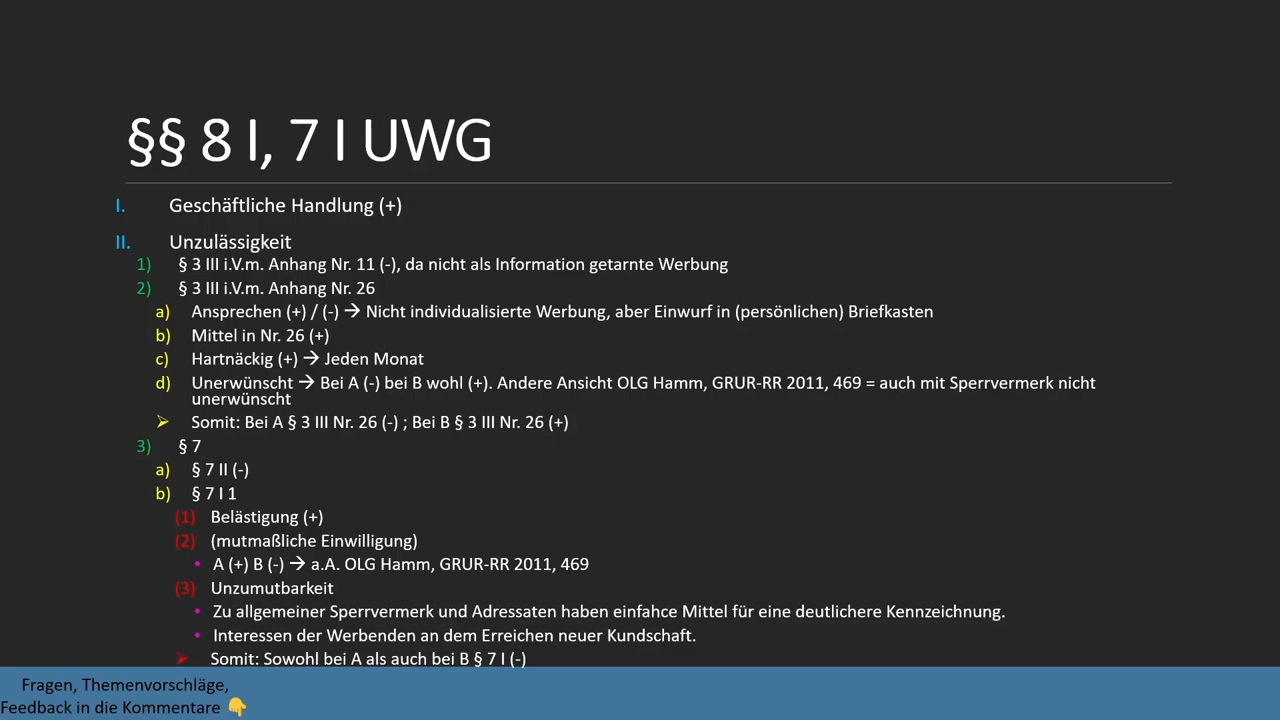 §§ 8 I, 7 I UWG
I. Geschäftliche Handlung (+)
II. Unzulässigkeit
1) § 3 III i.V.m. Anhang Nr. 11 (-), da nicht als Information getarnte Werbung
2) § 3 III i.V.m. Anhang Nr. 26
a) Ansprechen (+) / (-) → Nicht individualisierte Werbung, aber Einwurf in (persönlichen) Briefkasten
b) Mittel in Nr. 26 (+)
c) Hartnäckig (+) → Jeden Monat
d) Unerwünscht → Bei A (-) bei B wohl (+). Andere Ansicht OLG Hamm, GRUR-RR 2011, 469 = auch mit Sperrvermerk nicht
unerwünscht
➢ Somit: Bei A § 3 III Nr. 26 (-) ; Bei B § 3 III Nr. 26 (+)
3) § 7
a) § 7 II (-)
b) § 7 I 1
(1) Belästigung (+)
(2) (mutmaßliche Einwilligung)
• A (+) B (-) → a.A. OLG Hamm, GRUR-RR 2011, 469
(3) Unzumutbarkeit
• Zu allgemeiner Sperrvermerk und Adressaten haben einfahce Mittel für eine deutlichere Kennzeichnung.
• Interessen der Werbenden an dem Erreichen neuer Kundschaft.
➢ Somit: Sowohl bei A als auch bei B § 7 I (-)
Fragen, Themenvorschläge,
Feedback in die Kommentare 👇